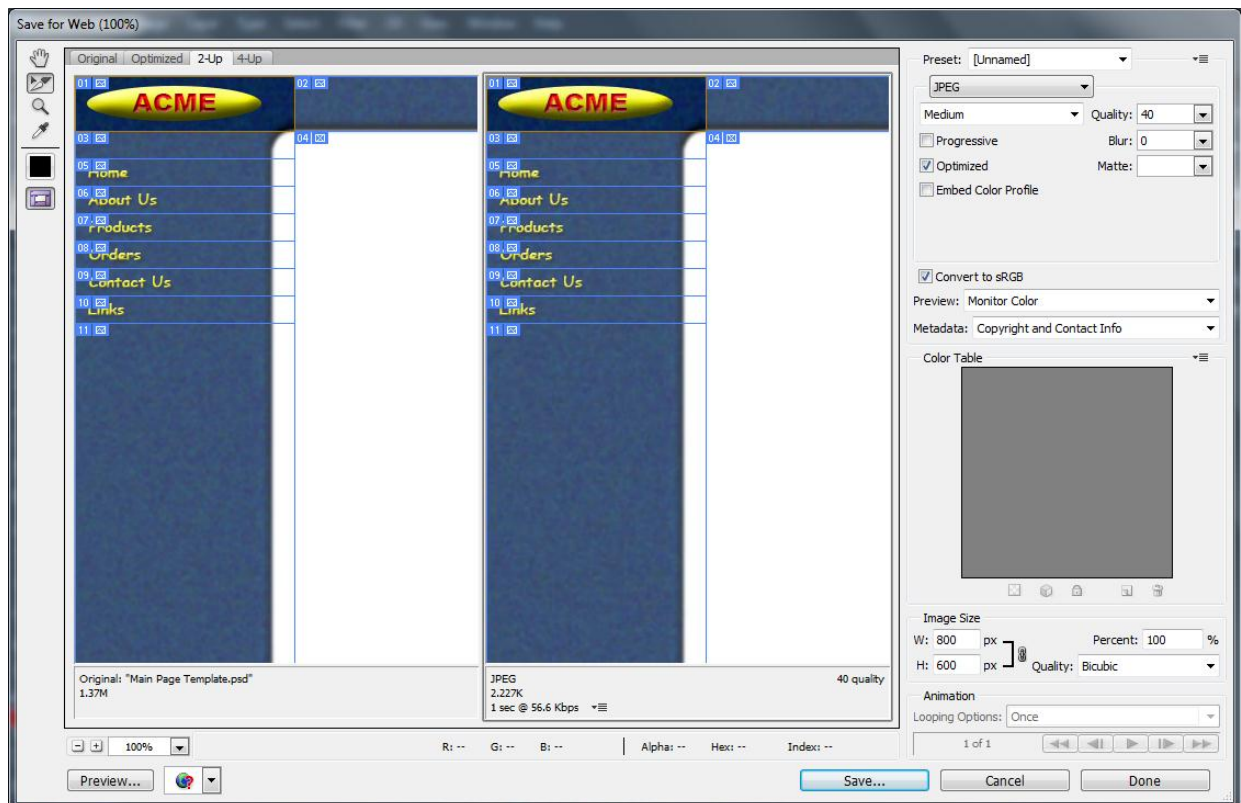 Save for Web (100%)
Original Optimized 2-Up 4-Up
01 02
ACME
03 04
05 Home
06 About Us
07 Products
08 Orders
09 Contact Us
10 Links
11
Original: "Main Page Template.psd"
1.37M
01 02
ACME
03 04
05 Home
06 About Us
07 Products
08 Orders
09 Contact Us
10 Links
11
JPEG 40 quality
2.227K
1 sec @ 56.6 Kbps
100% R: -- G: -- B: -- Alpha: -- Hex: -- Index: --
Preview... Save... Cancel Done
Preset: [Unnamed]
JPEG
Medium Quality: 40
Progressive Blur: 0
Optimized Matte:
Embed Color Profile
Convert to sRGB
Preview: Monitor Color
Metadata: Copyright and Contact Info
Color Table
Image Size
W: 800 px Percent: 100 %
H: 600 px Quality: Bicubic
Animation
Looping Options: Once
1 of 1